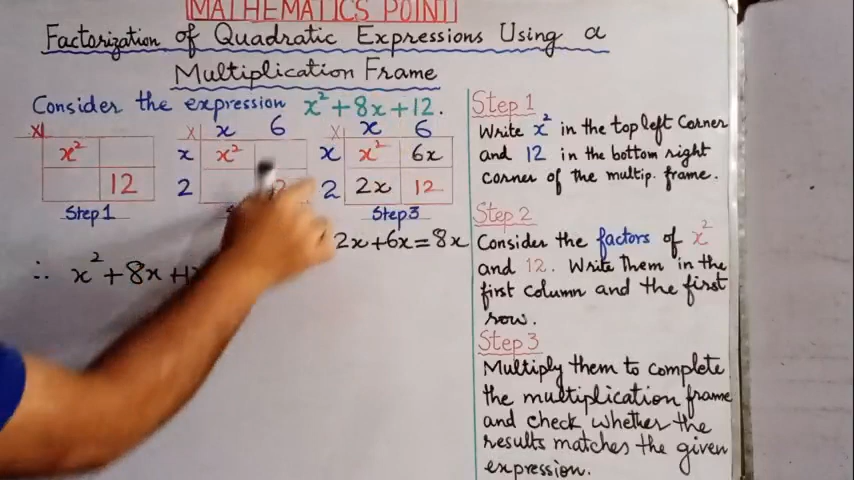 MATHEMATICS POINT
Factorization of Quadratic Expressions Using a
Multiplication Frame
Consider the expression x²+8x+12.
x x²
12
Step1
x x 6
x x²
2
x x 6
x x² 6x
2 2x 12
Step3
2x+6x=8x
∴ x²+8x+
Step 1
Write x² in the top left corner
and 12 in the bottom right
corner of the multip. frame.
Step 2
Consider the factors of x²
and 12. Write them in the
first column and the first
row.
Step 3
Multiply them to complete
the multiplication frame
and check whether the
results matches the given
expression.